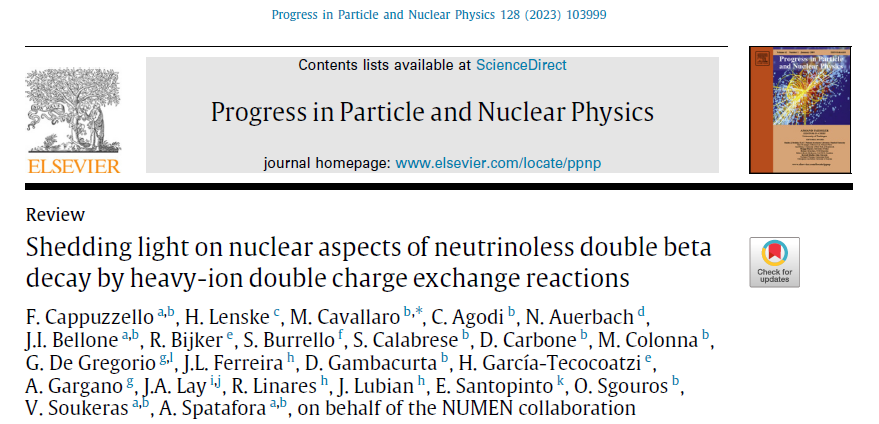 Progress in Particle and Nuclear Physics 128 (2023) 103999
Contents lists available at ScienceDirect
Progress in Particle and Nuclear Physics
journal homepage: www.elsevier.com/locate/ppnp
ELSEVIER
Progress in Particle
and Nuclear Physics
Review
Shedding light on nuclear aspects of neutrinoless double beta
decay by heavy-ion double charge exchange reactions
Check for
updates
F. Cappuzzello a,b, H. Lenske c, M. Cavallaro b,*, C. Agodi b, N. Auerbach d,
J.I. Bellone a,b, R. Bijker e, S. Burrello f, S. Calabrese b, D. Carbone b, M. Colonna b,
G. De Gregorio g,l, J.L. Ferreira h, D. Gambacurta b, H. García-Tecocoatzi e,
A. Gargano g, J.A. Lay i,j, R. Linares h, J. Lubian h, E. Santopinto k, O. Sgouros b,
V. Soukeras a,b, A. Spatafora a,b, on behalf of the NUMEN collaboration